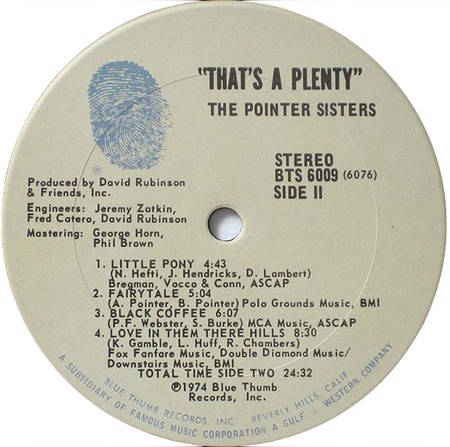 "THAT'S A PLENTY"
THE POINTER SISTERS
®
STEREO
BTS 6009 (6076)
SIDE II
Produced by David Rubinson
& Friends, Inc.
Engineers: Jeremy Zatkin,
Fred Catero, David Rubinson
Mastering: George Horn,
Phil Brown
1. LITTLE PONY 4:43
(N. Hefti, J. Hendricks, D. Lambert)
Bregman, Vocco & Conn, ASCAP
2. FAIRYTALE 5:04
(A. Pointer, B. Pointer) Polo Grounds Music, BMI
3. BLACK COFFEE 6:07
(P.F. Webster, S. Burke) MCA Music, ASCAP
4. LOVE IN THEM THERE HILLS 8:30
(K. Gamble, L. Huff, R. Chambers)
Fox Fanfare Music, Double Diamond Music/
Downstairs Music, BMI
TOTAL TIME SIDE TWO 24:32
℗1974 Blue Thumb
Records, Inc.
BLUE THUMB RECORDS INC BEVERLY HILLS, CALIF
A SUBSIDIARY OF FAMOUS MUSIC CORPORATION A GULF + WESTERN COMPANY